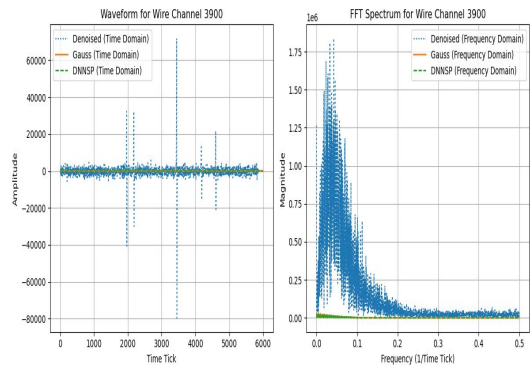 Waveform for Wire Channel 3900
Denoised (Time Domain)
Gauss (Time Domain)
DNNSP (Time Domain)
Amplitude
60000
40000
20000
0
−20000
−40000
−60000
−80000
0
1000
2000
3000
4000
5000
6000
Time Tick
FFT Spectrum for Wire Channel 3900
1e6
Denoised (Frequency Domain)
Gauss (Frequency Domain)
DNNSP (Frequency Domain)
Magnitude
1.75
1.50
1.25
1.00
0.75
0.50
0.25
0.00
0.0
0.1
0.2
0.3
0.4
0.5
Frequency (1/Time Tick)